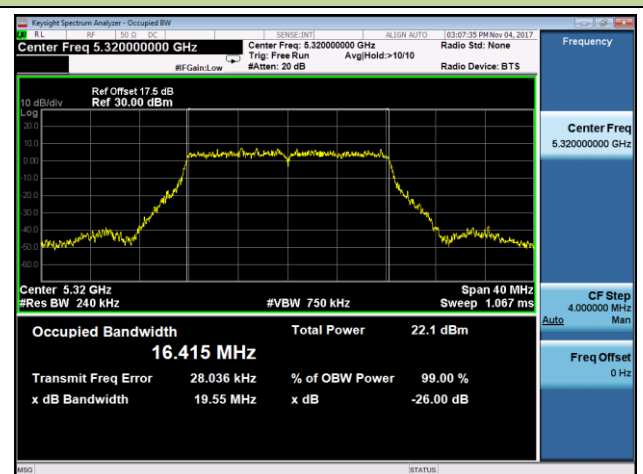 Keysight Spectrum Analyzer - Occupied BW
LXI RL RF 50 Ω DC SENSE:INT ALIGN AUTO 03:07:35 PM Nov 04, 2017
Center Freq 5.320000000 GHz
Center Freq: 5.320000000 GHz Radio Std: None
Trig: Free Run Avg|Hold:>10/10
#IFGain:Low #Atten: 20 dB Radio Device: BTS
Ref Offset 17.5 dB
10 dB/div Ref 30.00 dBm
Log
20.0
10.0
0.00
-10.0
-20.0
-30.0
-40.0
-50.0
-60.0
Center 5.32 GHz Span 40 MHz
#Res BW 240 kHz #VBW 750 kHz Sweep 1.067 ms
Occupied Bandwidth Total Power 22.1 dBm
16.415 MHz
Transmit Freq Error 28.036 kHz % of OBW Power 99.00 %
x dB Bandwidth 19.55 MHz x dB -26.00 dB
Frequency
Center Freq
5.320000000 GHz
CF Step
4.000000 MHz
Auto Man
Freq Offset
0 Hz
MSG STATUS